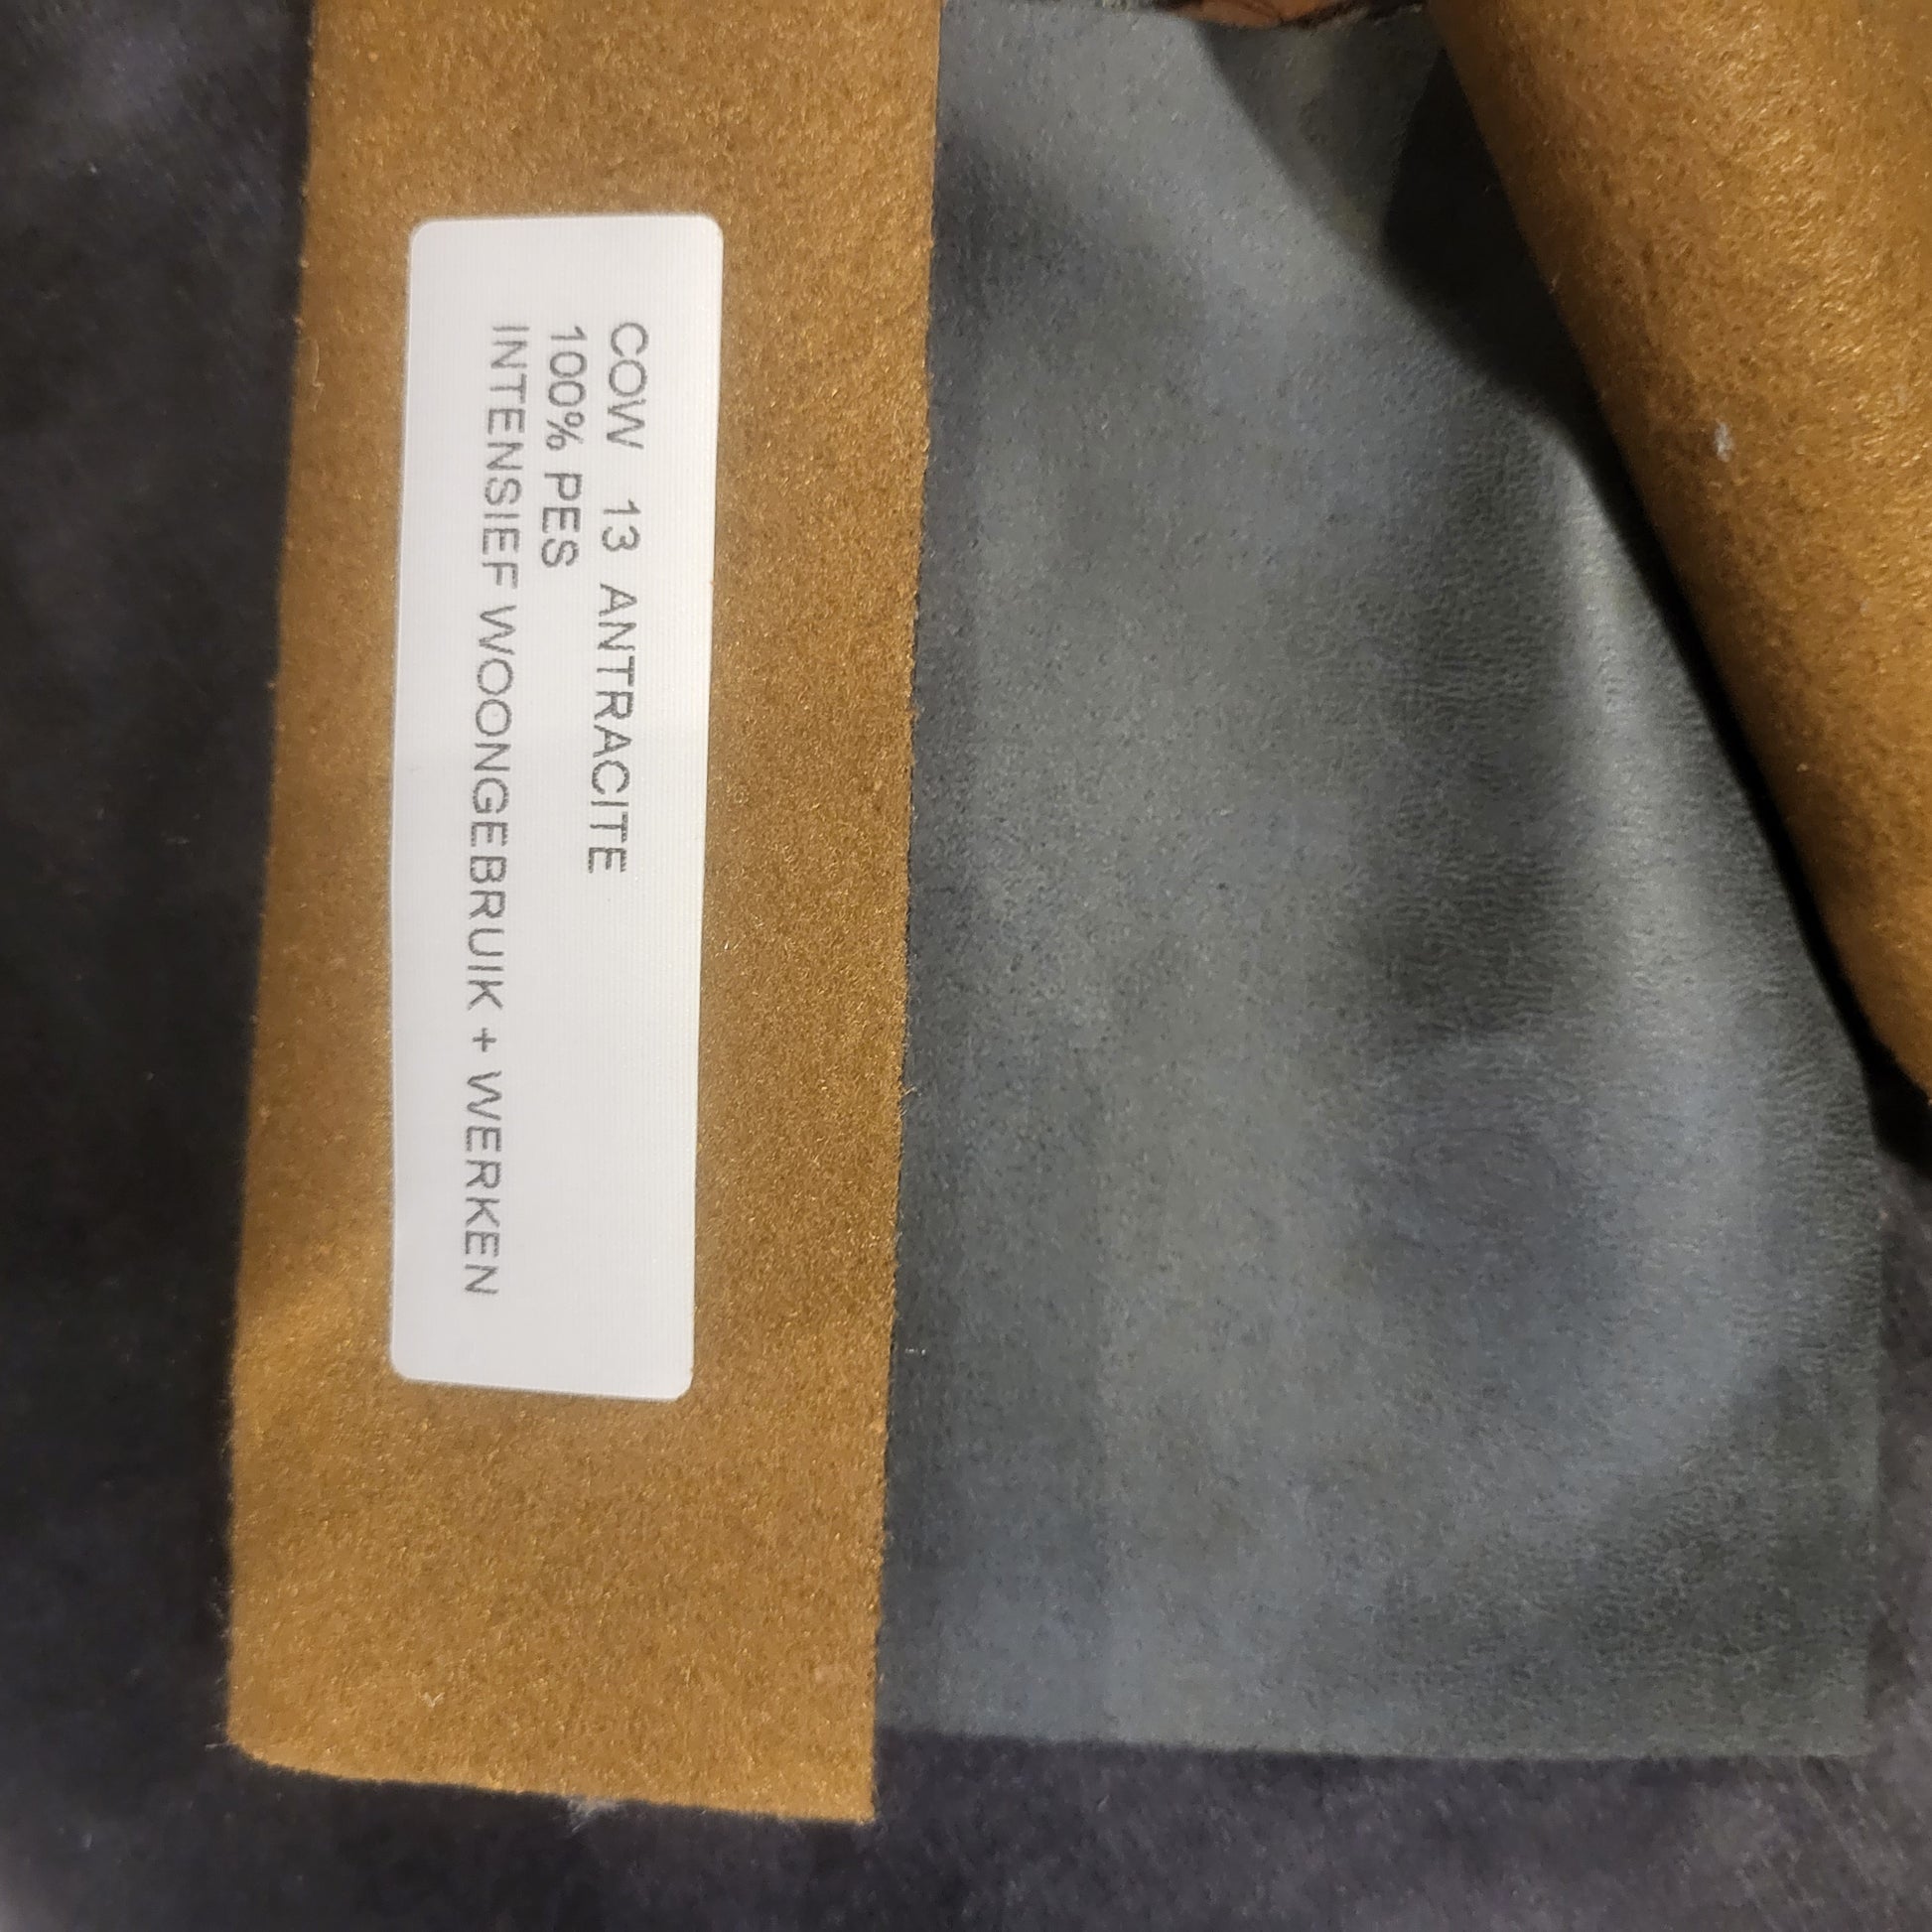 COW 13 ANTRACITE
100% PES
INTENSIEF WOONGEBRUIK + WERKEN